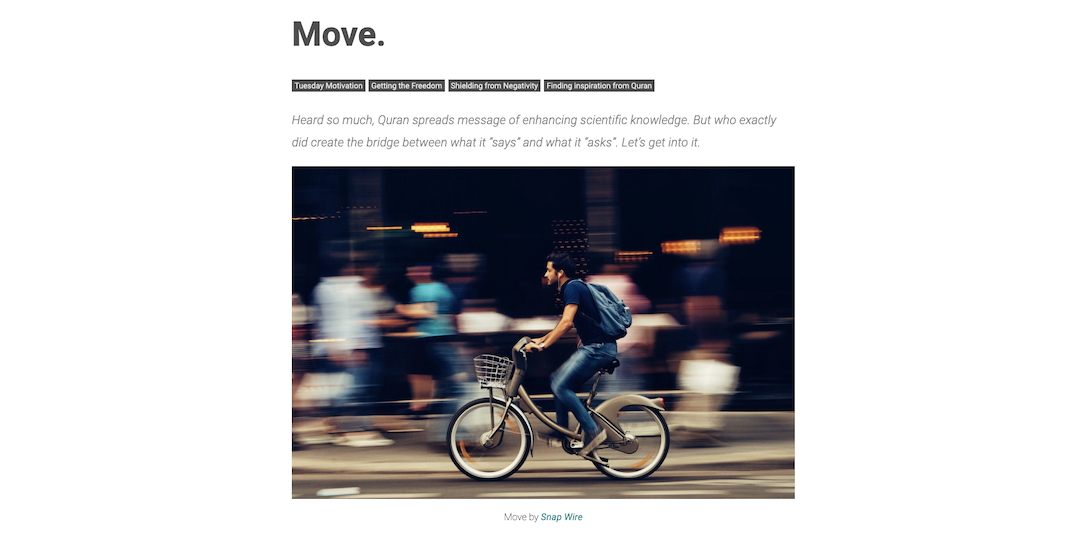 Move.
Tuesday Motivation Getting the Freedom Shielding from Negativity Finding inspiration from Quran
Heard so much, Quran spreads message of enhancing scientific knowledge. But who exactly
did create the bridge between what it “says” and what it “asks”. Let’s get into it.
Move by Snap Wire